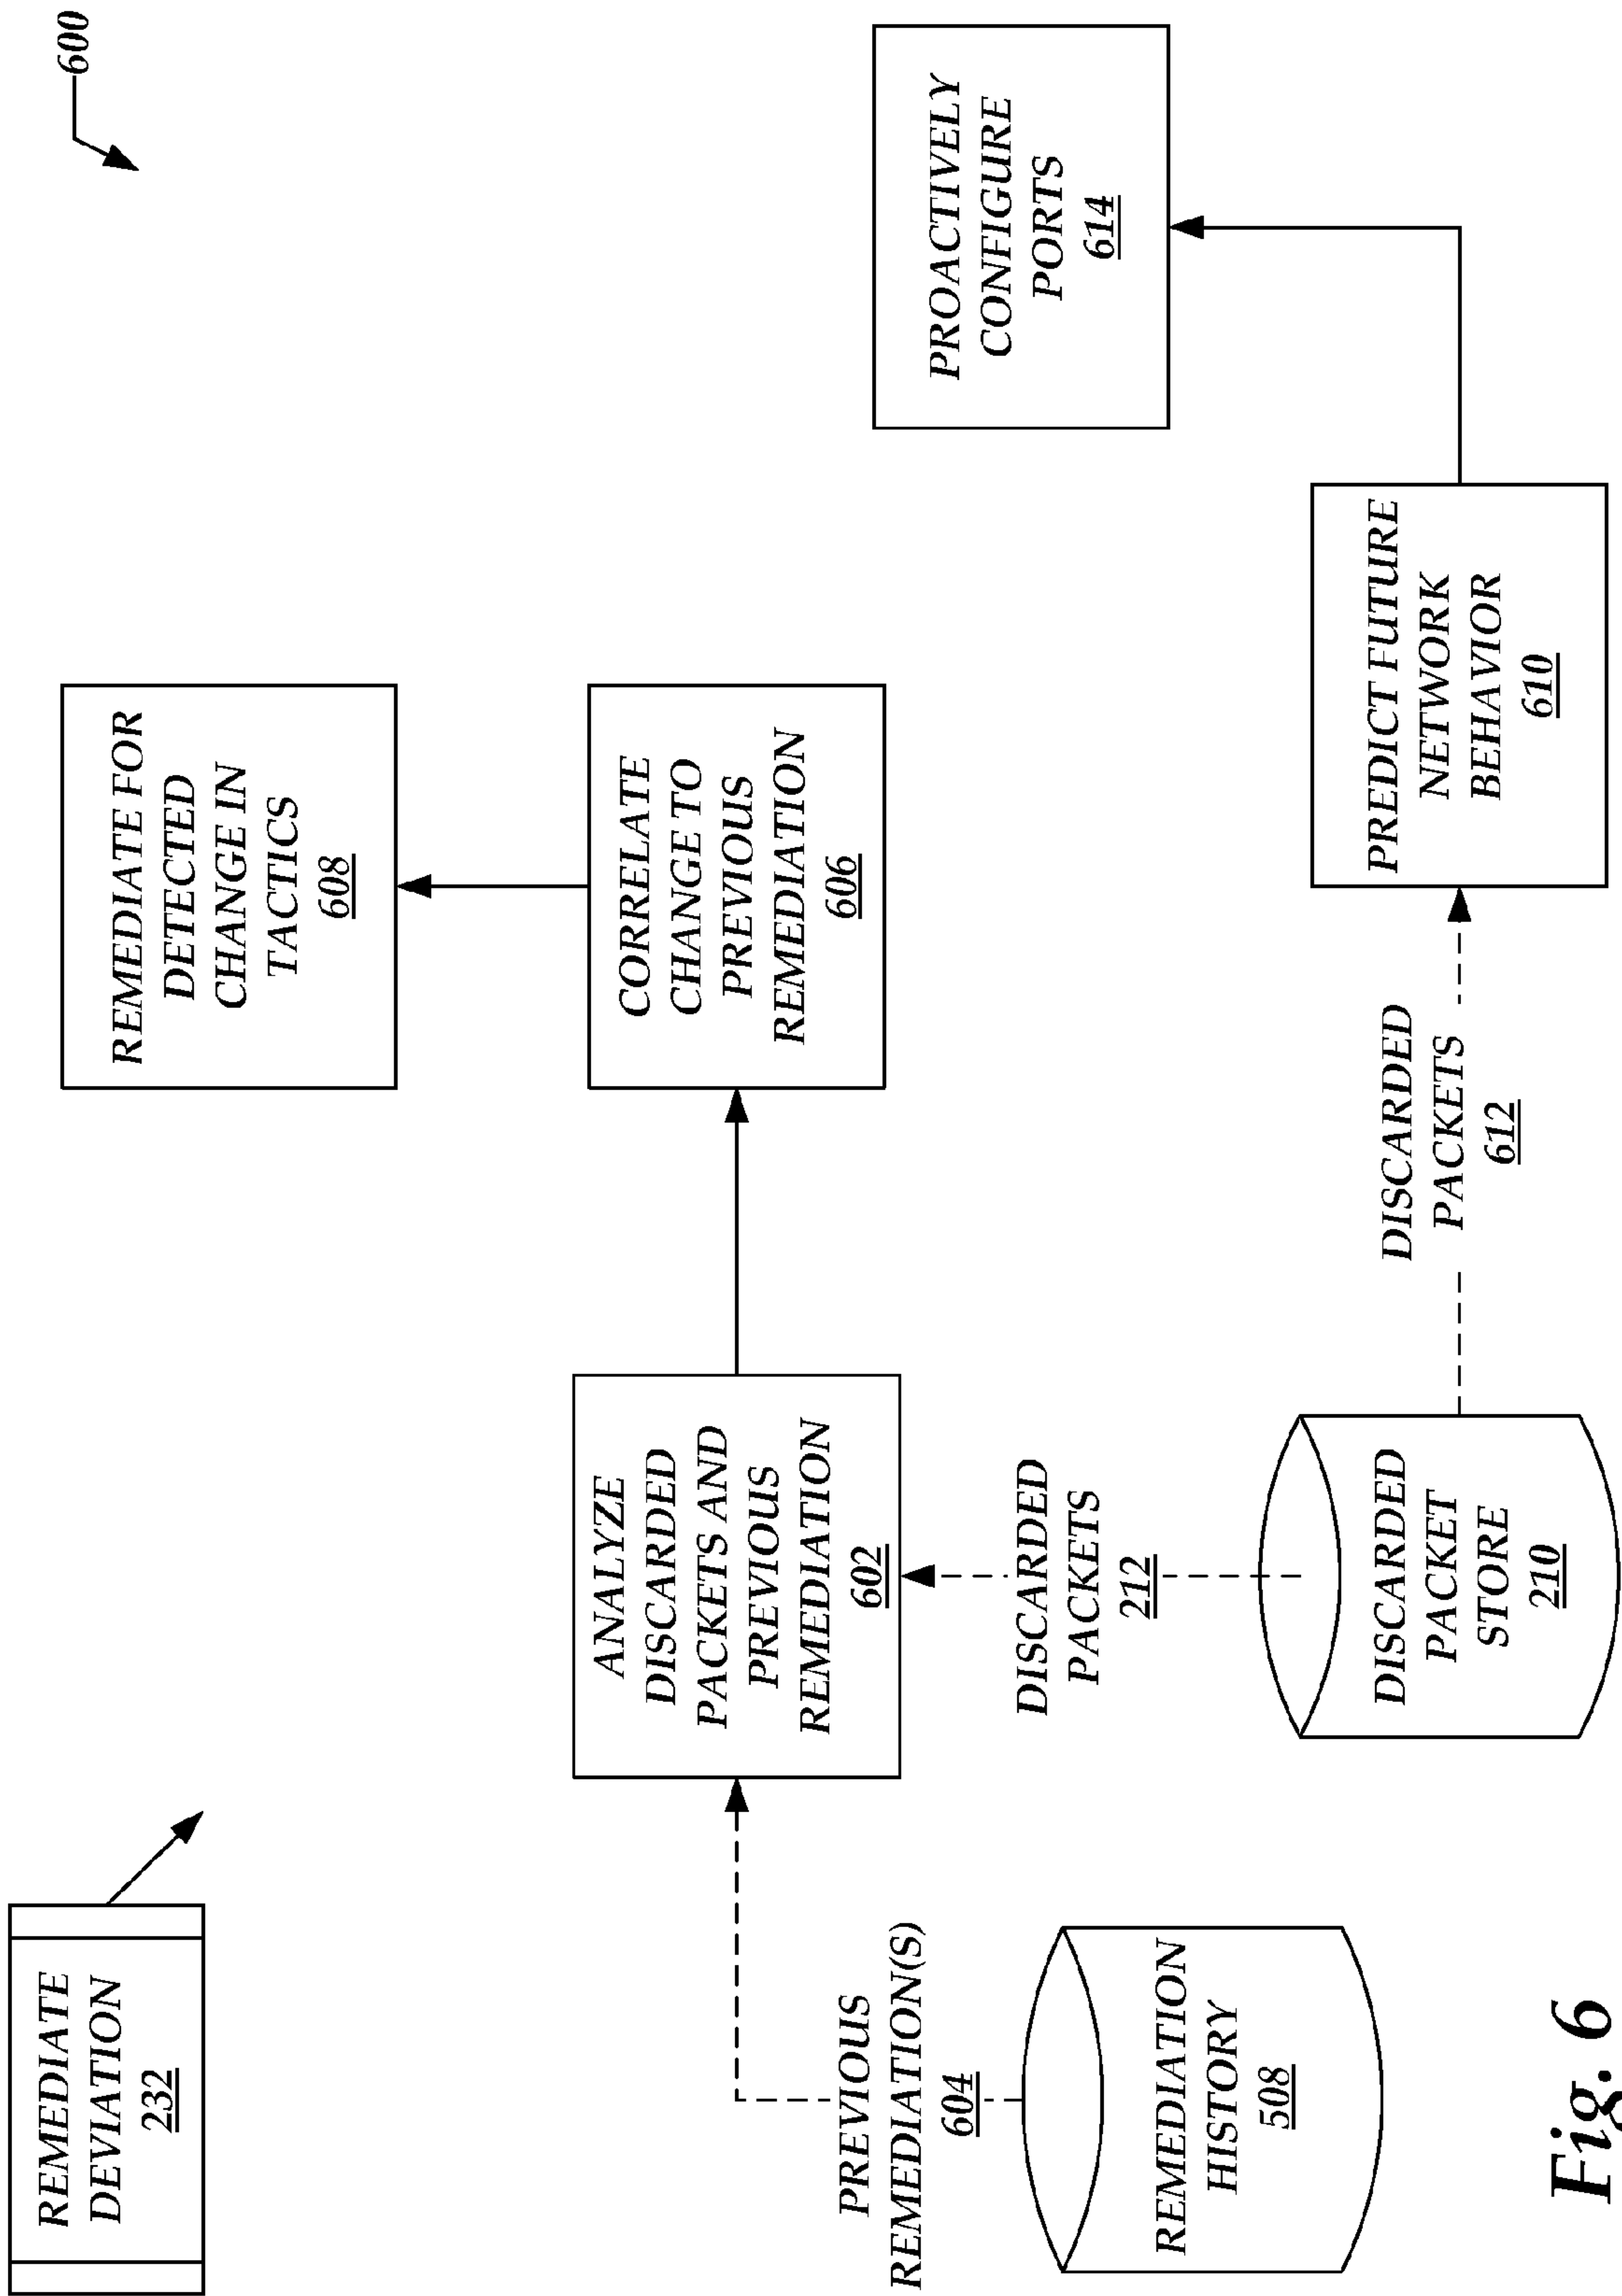 600
REMEDIATE
DEVIATION
232
REMEDIATE FOR
DETECTED
CHANGE IN
TACTICS
608
PREVIOUS
REMEDIATION(S)
604
ANALYZE
DISCARDED
PACKETS AND
PREVIOUS
REMEDIATION
602
CORRELATE
CHANGE TO
PREVIOUS
REMEDIATION
606
PROACTIVELY
CONFIGURE
PORTS
614
REMEDIATION
HISTORY
508
DISCARDED
PACKETS
212
DISCARDED
PACKET
STORE
210
DISCARDED
PACKETS
612
PREDICT FUTURE
NETWORK
BEHAVIOR
610
Fig. 6